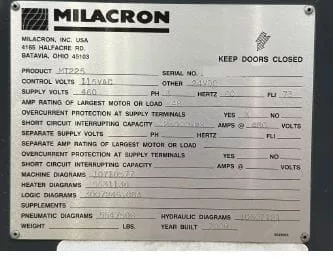 MILACRON
MILACRON, INC. USA
4165 HALFACRE RD.
BATAVIA, OHIO 45103
KEEP DOORS CLOSED
PRODUCT MT225 SERIAL NO.
CONTROL VOLTS 115VAC OTHER 24VDC
SUPPLY VOLTS 460 PH HERTZ 60 FLI 73
AMP RATING OF LARGEST MOTOR OR LOAD
OVERCURRENT PROTECTION AT SUPPLY TERMINALS YES NO
SHORT CIRCUIT INTERRUPTING CAPACITY AMPS @ 480 VOLTS
SEPARATE SUPPLY VOLTS PH HERTZ FLI
SEPARATE AMP RATING OF LARGEST MOTOR OR LOAD
OVERCURRENT PROTECTION AT SUPPLY TERMINALS YES NO
SHORT CIRCUIT INTERRUPTING CAPACITY AMPS @ VOLTS
MACHINE DIAGRAMS
HEATER DIAGRAMS
LOGIC DIAGRAMS
SUPPLEMENTS
PNEUMATIC DIAGRAMS HYDRAULIC DIAGRAMS
WEIGHT LBS. YEAR BUILT